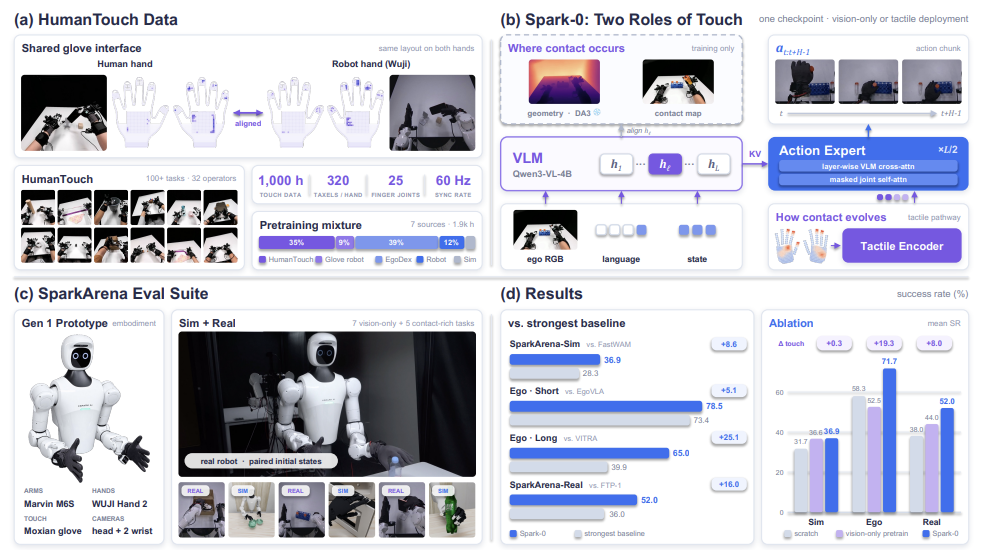 (a) HumanTouch Data
Shared glove interface
same layout on both hands
Human hand
Robot hand (Wuji)
aligned
HumanTouch
100+ tasks · 32 operators
1,000 h
320
25
60 Hz
TOUCH DATA
TAXELS / HAND
FINGER JOINTS
SYNC RATE
Pretraining mixture
7 sources · 1.9k h
35%
9%
39%
12%
HumanTouch
Glove robot
EgoDex
Robot
Sim
(b) Spark-0: Two Roles of Touch
one checkpoint · vision-only or tactile deployment
Where contact occurs
training only
geometry · DA3
contact map
align hℓ
VLM
Qwen3-VL-4B
h1 ··· hℓ ··· hL
KV
ego RGB
language
state
at:t+H-1
action chunk
t
t+H-1
Action Expert
×L/2
layer-wise VLM cross-attn
masked joint self-attn
How contact evolves
tactile pathway
Tactile Encoder
(c) SparkArena Eval Suite
Gen 1 Prototype
embodiment
ARMS
HANDS
Marvin M6S
WUJI Hand 2
TOUCH
CAMERAS
Moxian glove
head + 2 wrist
Sim + Real
7 vision-only + 5 contact-rich tasks
real robot · paired initial states
REAL
SIM
REAL
SIM
REAL
SIM
(d) Results
success rate (%)
vs. strongest baseline
SparkArena-Sim vs. FastWAM
+8.6
36.9
28.3
Ego · Short vs. EgoVLA
+5.1
78.5
73.4
Ego · Long vs. VITRA
+25.1
65.0
39.9
SparkArena-Real vs. FTP-1
+16.0
52.0
36.0
Spark-0
strongest baseline
Ablation
mean SR
Δ touch
+0.3
+19.3
+8.0
60
40
20
0
31.7
36.6
36.9
58.3
52.5
71.7
38.0
44.0
52.0
Sim
Ego
Real
scratch
vision-only pretrain
Spark-0